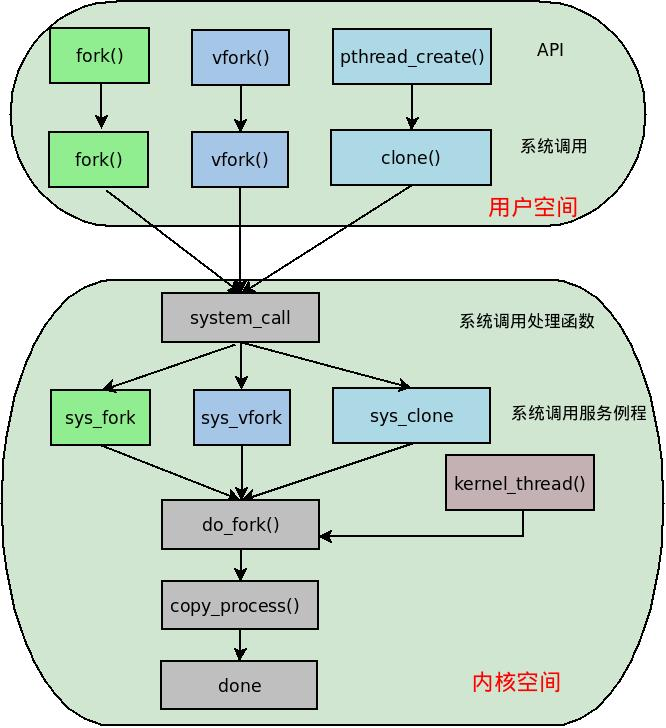 fork()
vfork()
pthread_create()
API
fork()
vfork()
clone()
系统调用
用户空间
system_call
系统调用处理函数
sys_fork
sys_vfork
sys_clone
系统调用服务例程
kernel_thread()
do_fork()
copy_process()
done
内核空间